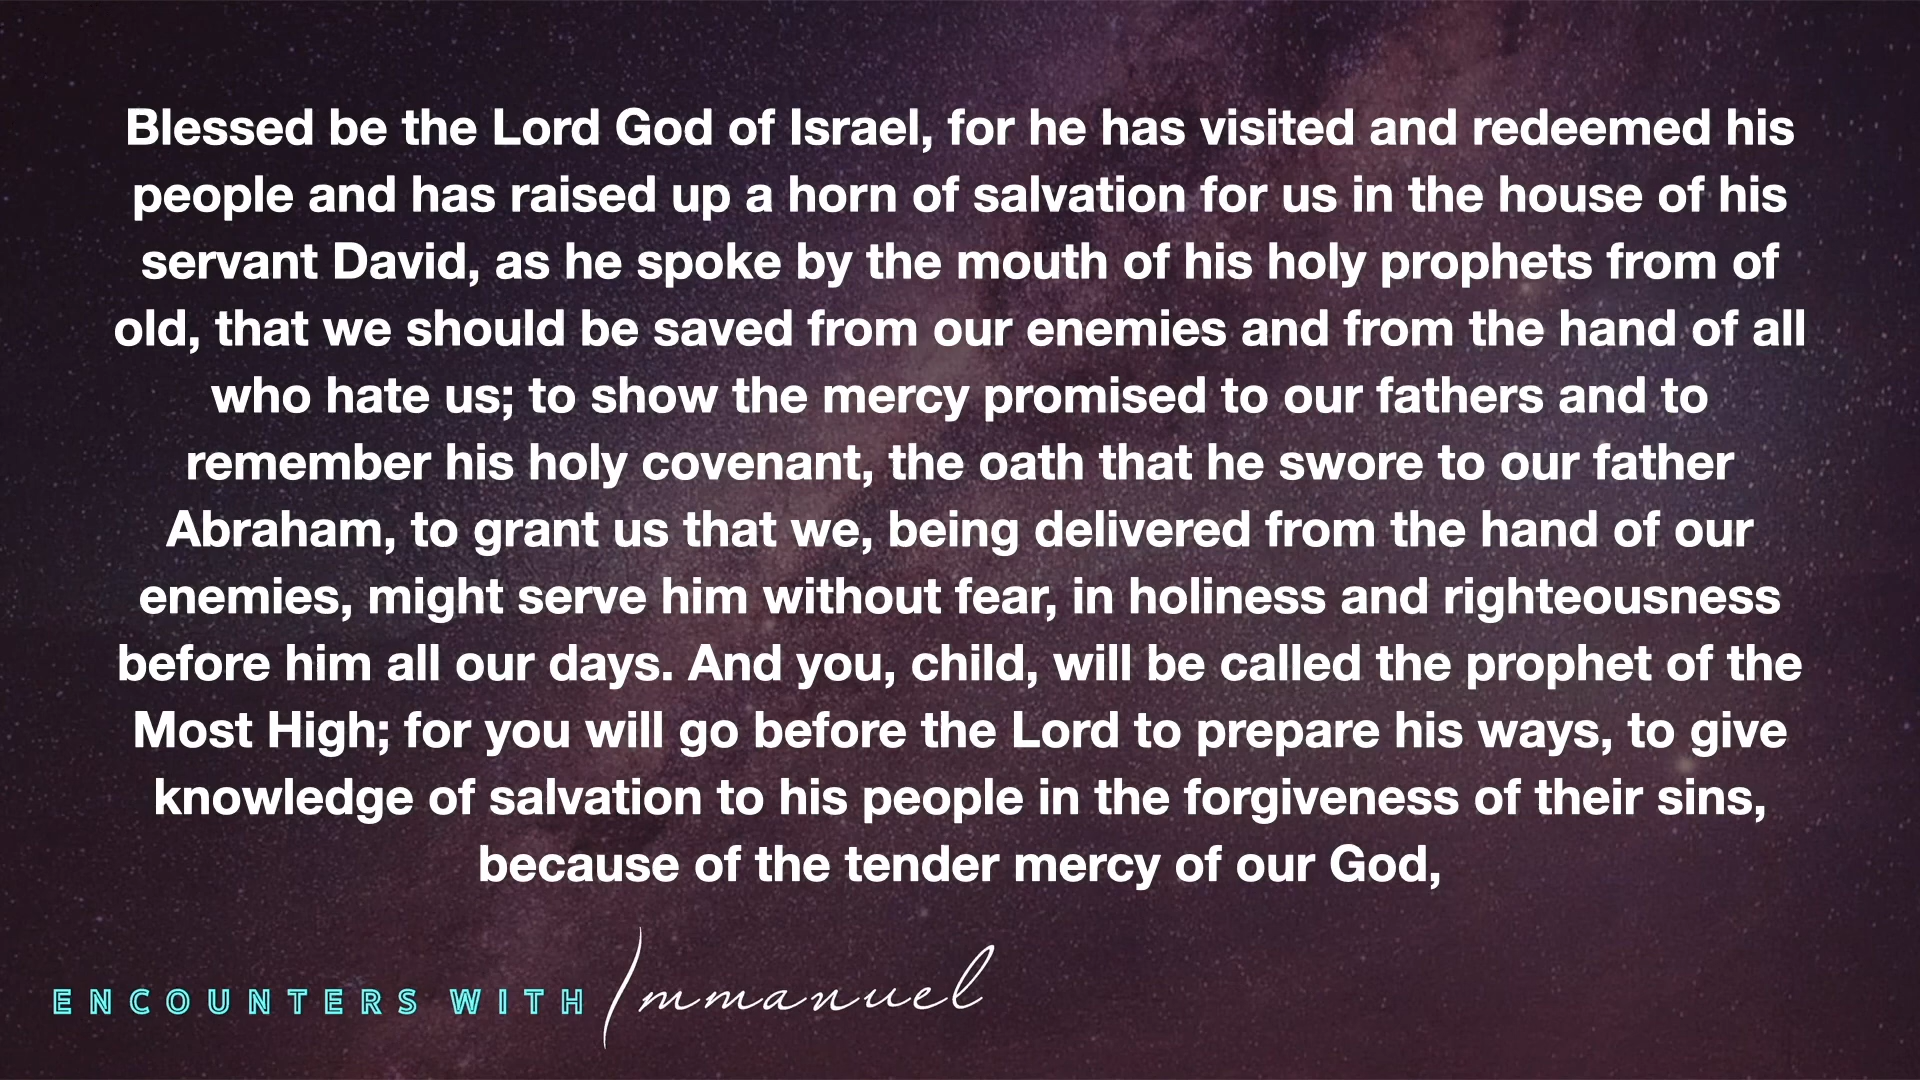 Blessed be the Lord God of Israel, for he has visited and redeemed his
people and has raised up a horn of salvation for us in the house of his
servant David, as he spoke by the mouth of his holy prophets from of
old, that we should be saved from our enemies and from the hand of all
who hate us; to show the mercy promised to our fathers and to
remember his holy covenant, the oath that he swore to our father
Abraham, to grant us that we, being delivered from the hand of our
enemies, might serve him without fear, in holiness and righteousness
before him all our days. And you, child, will be called the prophet of the
Most High; for you will go before the Lord to prepare his ways, to give
knowledge of salvation to his people in the forgiveness of their sins,
because of the tender mercy of our God,
ENCOUNTERS WITH Immanuel